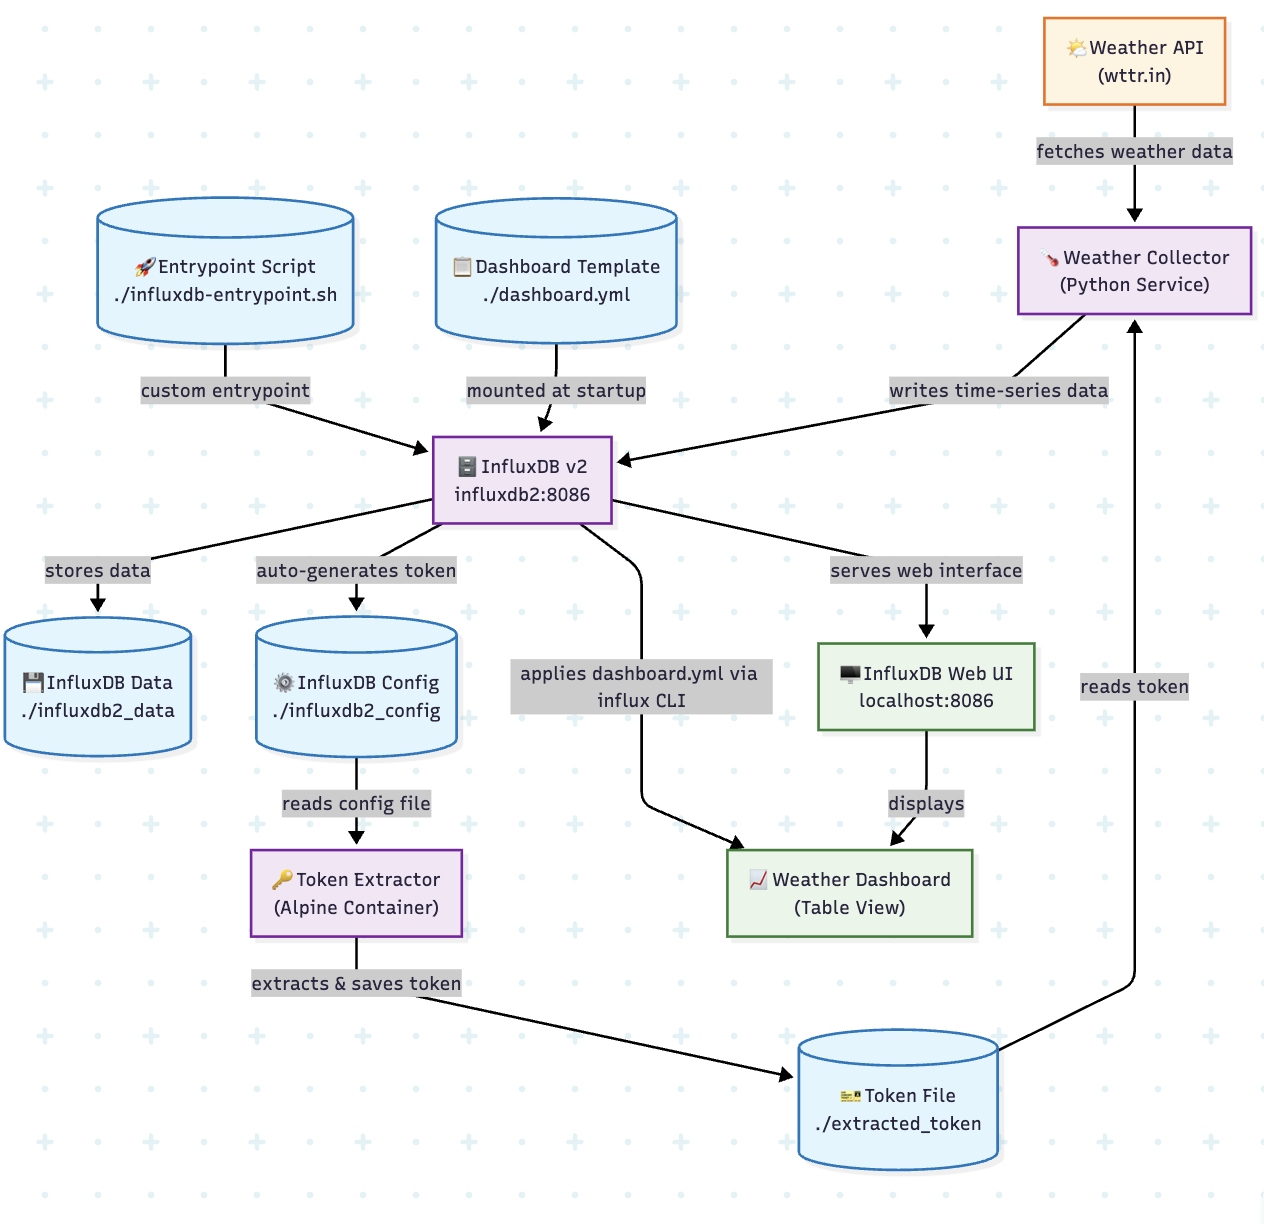 🌤️Weather API
(wttr.in)
fetches weather data
🚀Entrypoint Script
./influxdb-entrypoint.sh
📋Dashboard Template
./dashboard.yml
🌡️Weather Collector
(Python Service)
custom entrypoint
mounted at startup
writes time-series data
🗄️InfluxDB v2
influxdb2:8086
stores data
auto-generates token
serves web interface
💾InfluxDB Data
./influxdb2_data
⚙️InfluxDB Config
./influxdb2_config
applies dashboard.yml via
influx CLI
🖥️InfluxDB Web UI
localhost:8086
reads token
reads config file
displays
🔑Token Extractor
(Alpine Container)
📈Weather Dashboard
(Table View)
extracts & saves token
🎫Token File
./extracted_token